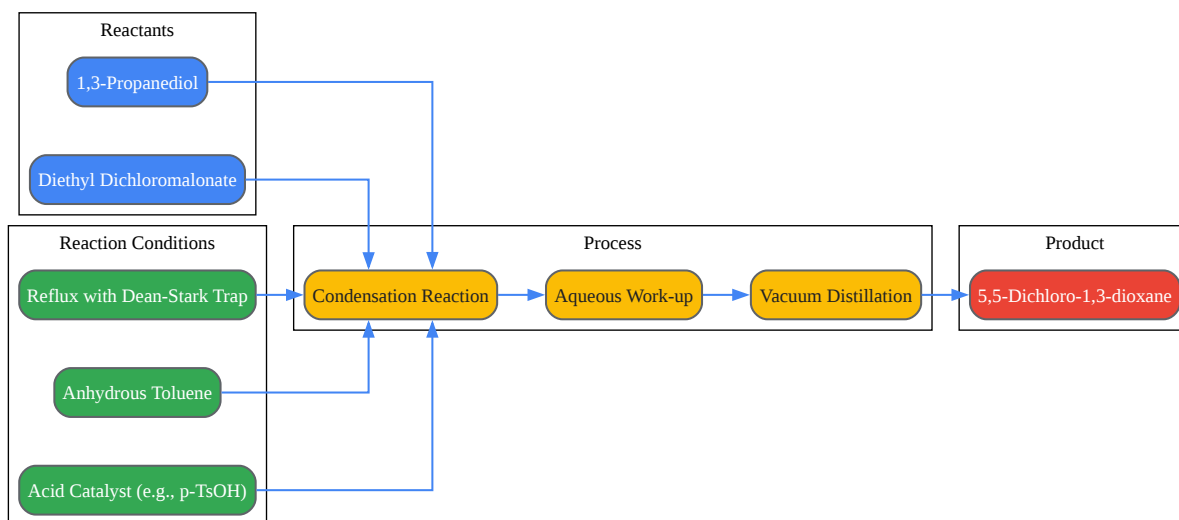 Reactants
1,3-Propanediol
Diethyl Dichloromalonate
Reaction Conditions
Reflux with Dean-Stark Trap
Anhydrous Toluene
Acid Catalyst (e.g., p-TsOH)
Process
Condensation Reaction
Aqueous Work-up
Vacuum Distillation
Product
5,5-Dichloro-1,3-dioxane